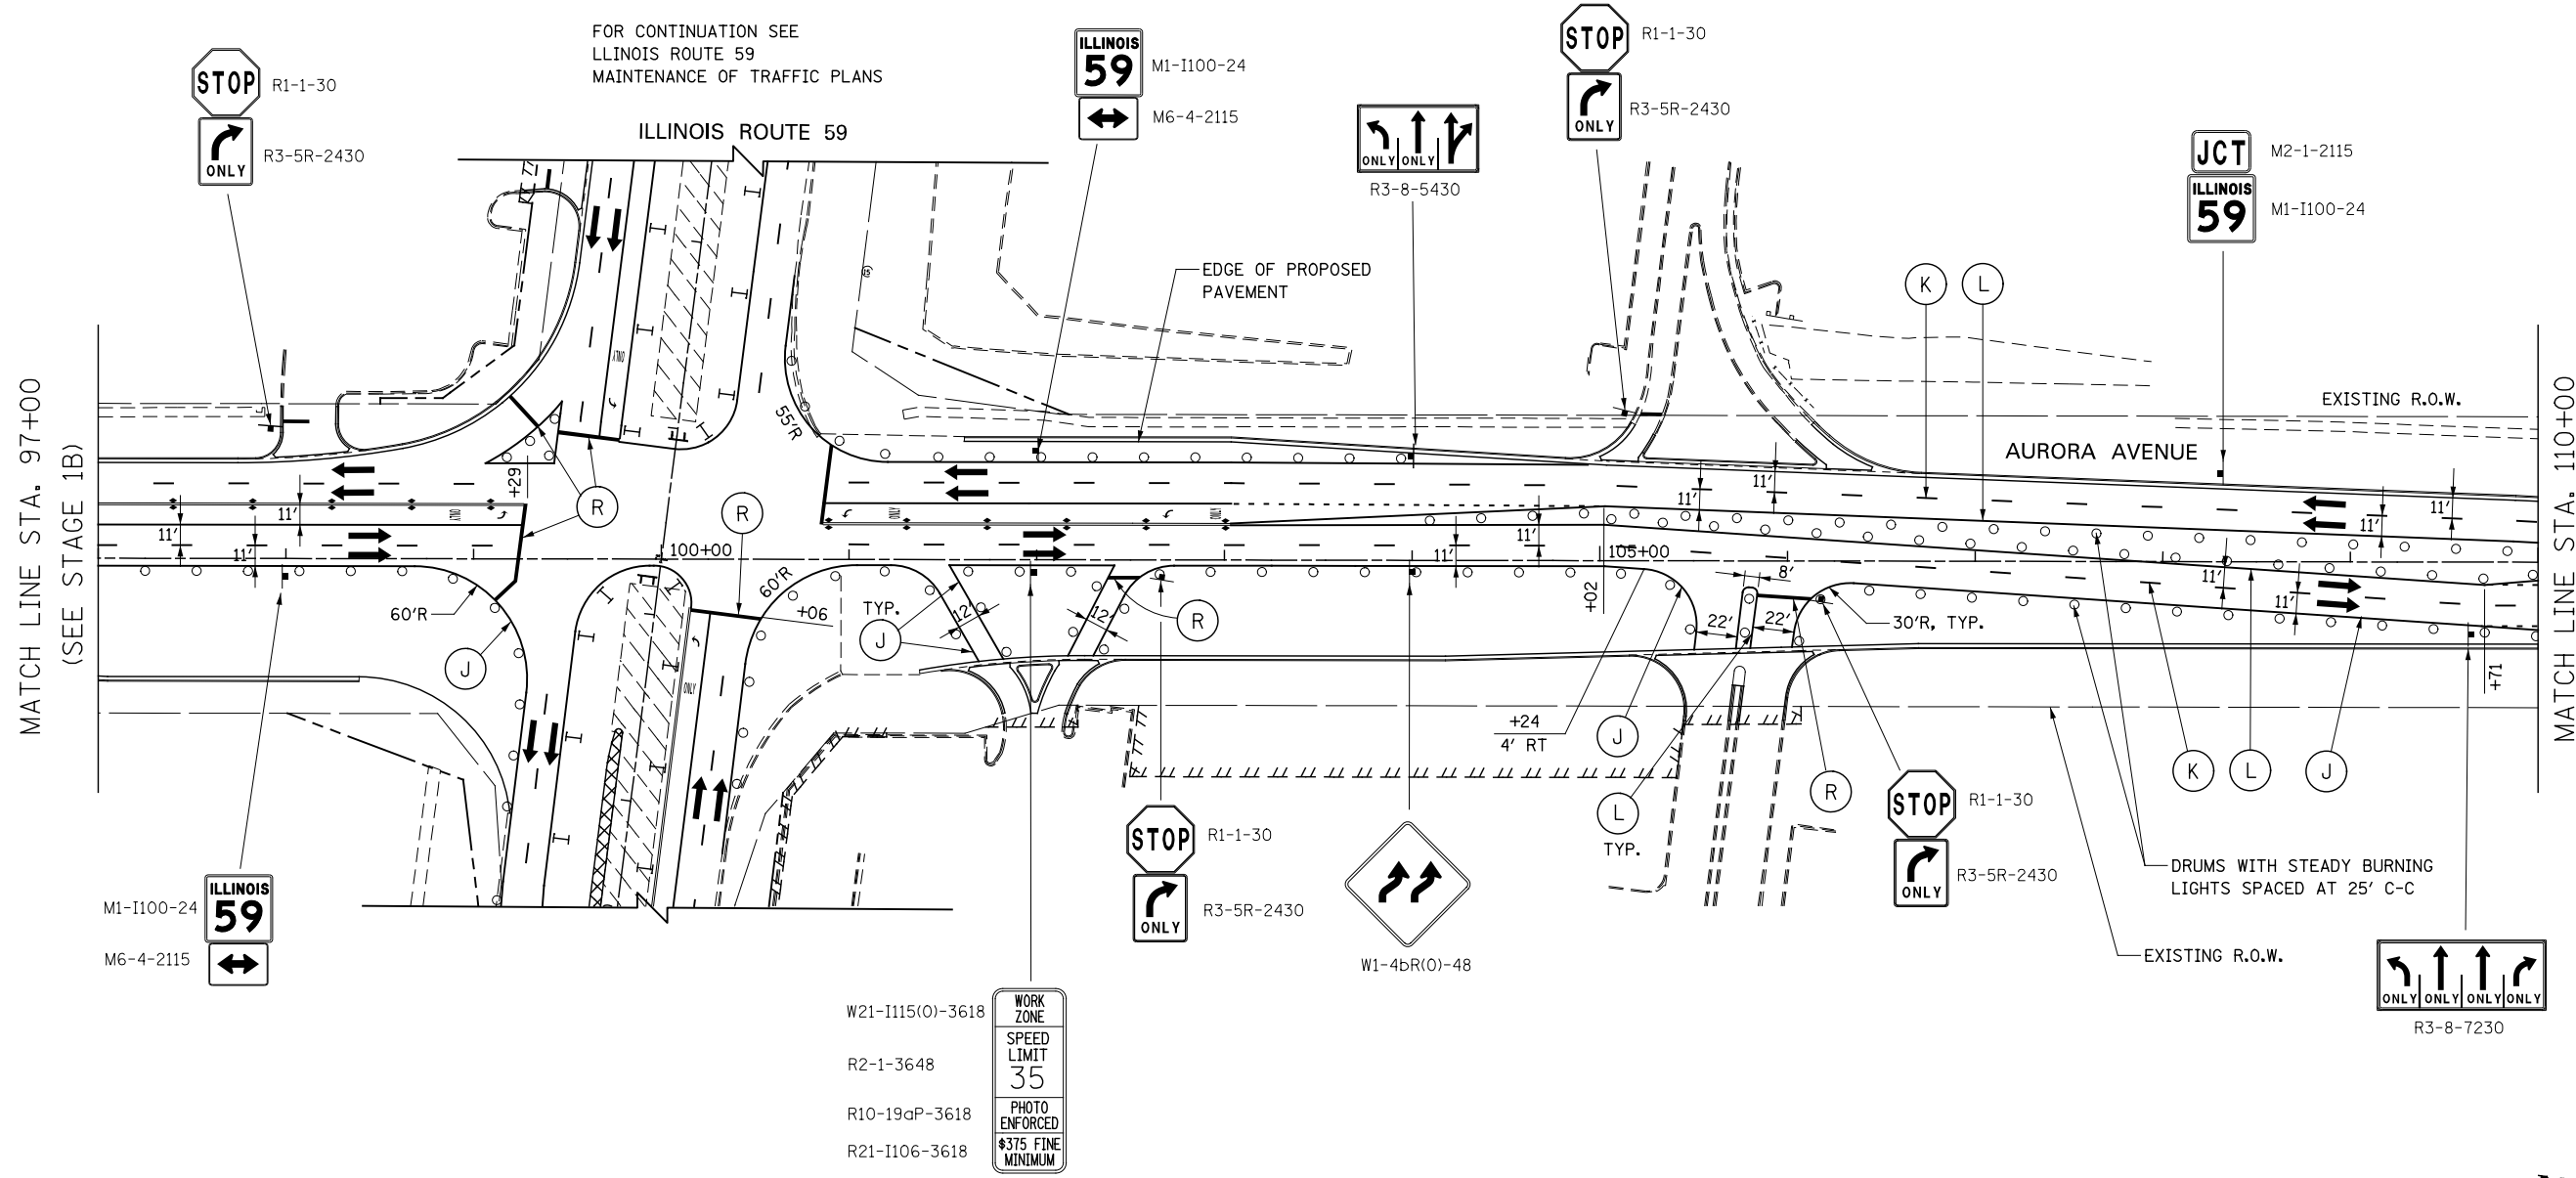 FOR CONTINUATION SEE
LLINOIS ROUTE 59
MAINTENANCE OF TRAFFIC PLANS
ILLINOIS ROUTE 59
STOP
R1-1-30
ONLY
R3-5R-2430
ILLINOIS
59
M1-I100-24
M6-4-2115
ONLY ONLY
R3-8-5430
STOP
R1-1-30
ONLY
R3-5R-2430
JCT
M2-1-2115
ILLINOIS
59
M1-I100-24
EDGE OF PROPOSED
PAVEMENT
K
L
EXISTING R.O.W.
AURORA AVENUE
MATCH LINE STA. 97+00
(SEE STAGE 1B)
MATCH LINE STA. 110+00
ONLY
55'R
+29
R
R
ONLY
ONLY
ONLY
11'
11'
11'
100+00
11'
11'
105+00
11'
11'
11'
11'
11'
11'
60'R
60'R
+06
TYP.
J
J
12'
12'
R
+02
8'
22'
22'
30'R, TYP.
ONLY
+24
4' RT
J
L
TYP.
R
K
L
J
+71
M1-I100-24
ILLINOIS
59
M6-4-2115
STOP
R1-1-30
ONLY
R3-5R-2430
W1-4bR(O)-48
STOP
R1-1-30
ONLY
R3-5R-2430
DRUMS WITH STEADY BURNING
LIGHTS SPACED AT 25' C-C
EXISTING R.O.W.
ONLY ONLY ONLY ONLY
R3-8-7230
W21-I115(O)-3618
WORK
ZONE
R2-1-3648
SPEED
LIMIT
35
R10-19aP-3618
PHOTO
ENFORCED
R21-I106-3618
$375 FINE
MINIMUM